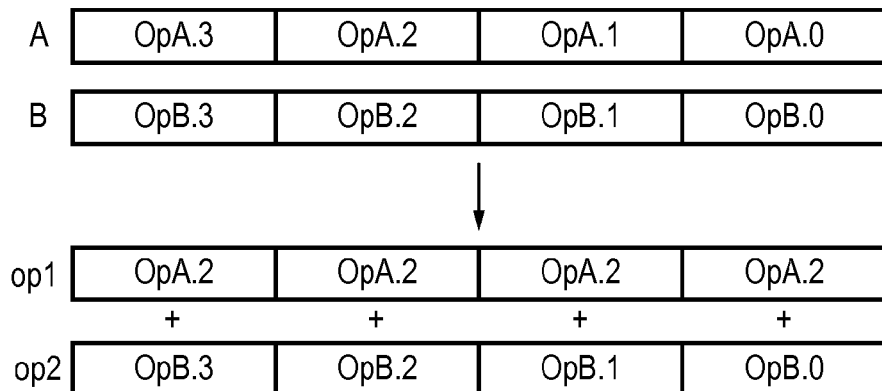 A OpA.3 OpA.2 OpA.1 OpA.0
B OpB.3 OpB.2 OpB.1 OpB.0
op1 OpA.2 OpA.2 OpA.2 OpA.2
+ + + +
op2 OpB.3 OpB.2 OpB.1 OpB.0